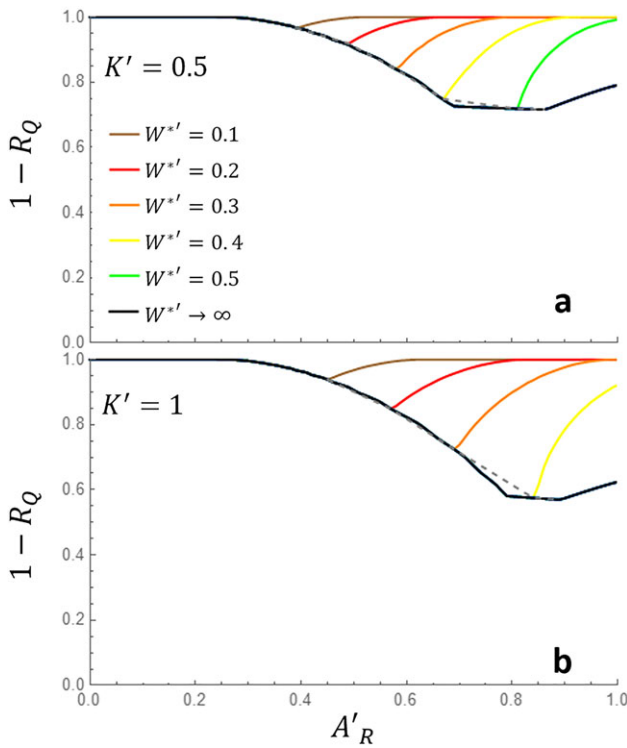 1.0
0.8
0.6
0.4
0.2
0.0
1 − R_Q
K′ = 0.5
W*′ = 0.1
W*′ = 0.2
W*′ = 0.3
W*′ = 0.4
W*′ = 0.5
W*′ → ∞
a
1.0
0.8
0.6
0.4
0.2
0.0
1 − R_Q
K′ = 1
b
0.0 0.2 0.4 0.6 0.8 1.0
A′_R